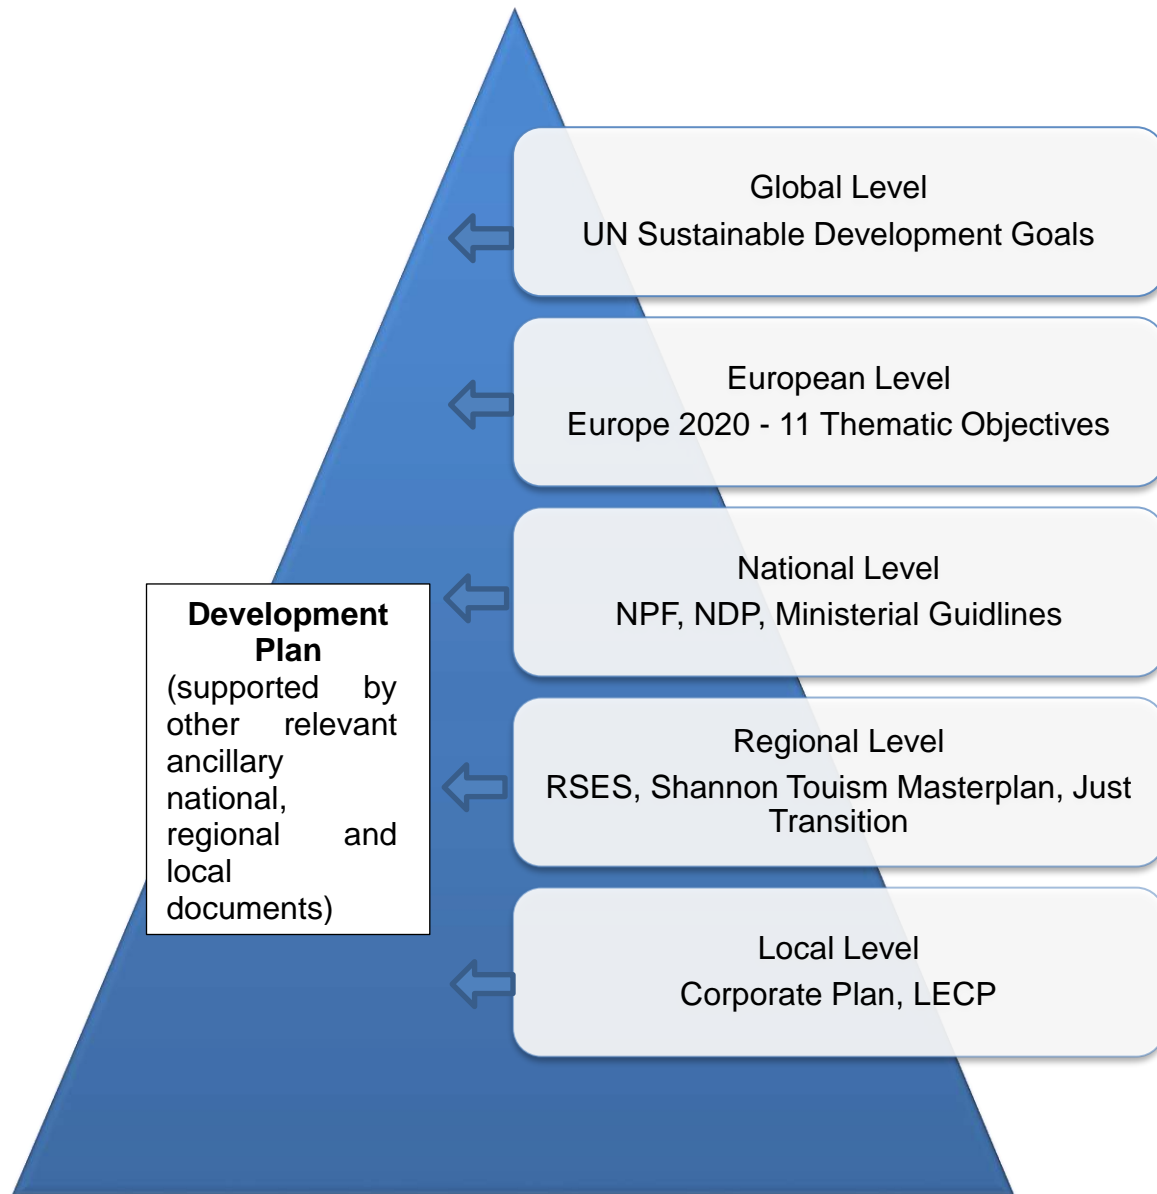 Global Level
UN Sustainable Development Goals
European Level
Europe 2020 - 11 Thematic Objectives
National Level
NPF, NDP, Ministerial Guidlines
Development
Plan
(supported by
other relevant
ancillary
national,
regional and
local
documents)
Regional Level
RSES, Shannon Touism Masterplan, Just
Transition
Local Level
Corporate Plan, LECP